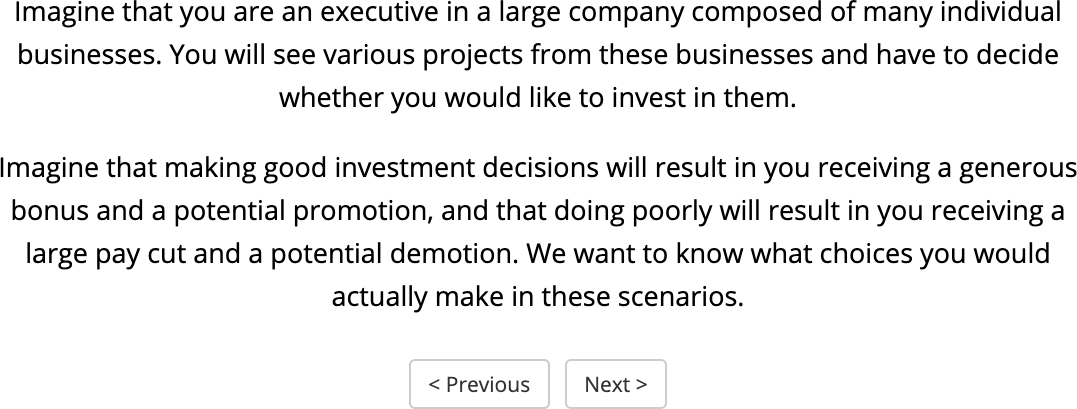 Imagine that you are an executive in a large company composed of many individual
businesses. You will see various projects from these businesses and have to decide
whether you would like to invest in them.
Imagine that making good investment decisions will result in you receiving a generous
bonus and a potential promotion, and that doing poorly will result in you receiving a
large pay cut and a potential demotion. We want to know what choices you would
actually make in these scenarios.
< Previous
Next >